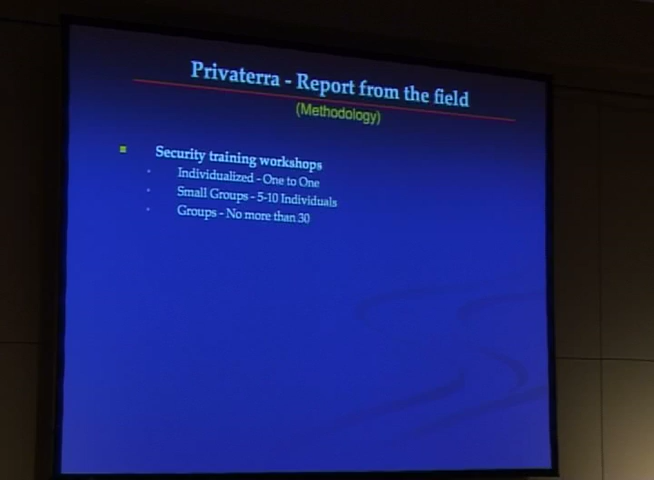 Privaterra - Report from the field
(Methodology)
Security training workshops
Individualized - One to One
Small Groups - 5-10 Individuals
Groups - No more than 30